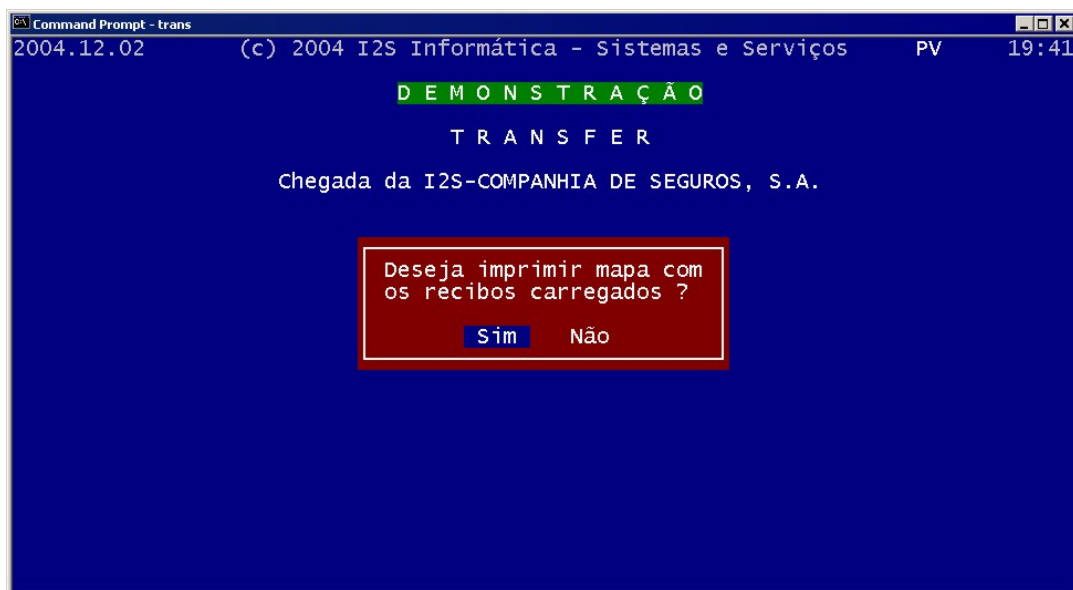 Command Prompt - trans
2004.12.02 (c) 2004 I2S Informática - Sistemas e Serviços PV 19:41
D E M O N S T R A Ç Ã O
T R A N S F E R
Chegada da I2S-COMPANHIA DE SEGUROS, S.A.
Deseja imprimir mapa com
os recibos carregados ?
Sim Não